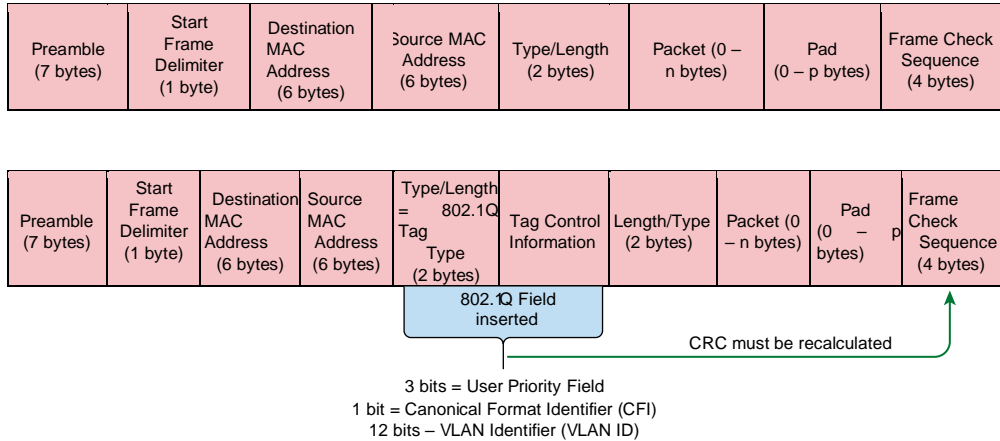 Preamble
(7 bytes)
Start
Frame
Delimiter
(1 byte)
Destination
MAC
Address
(6 bytes)
Source MAC
Address
(6 bytes)
Type/Length
(2 bytes)
Packet (0 –
n bytes)
Pad
(0 – p bytes)
Frame Check
Sequence
(4 bytes)
Preamble
(7 bytes)
Start
Frame
Delimiter
(1 byte)
Destination
MAC
Address
(6 bytes)
Source
MAC
Address
(6 bytes)
Type/Length
= 802.1Q
Tag
Type
(2 bytes)
Tag Control
Information
Length/Type
(2 bytes)
Packet (0
– n bytes)
Pad
(0 – p
bytes)
Frame
Check
Sequence
(4 bytes)
802.1Q Field
inserted
CRC must be recalculated
3 bits = User Priority Field
1 bit = Canonical Format Identifier (CFI)
12 bits – VLAN Identifier (VLAN ID)